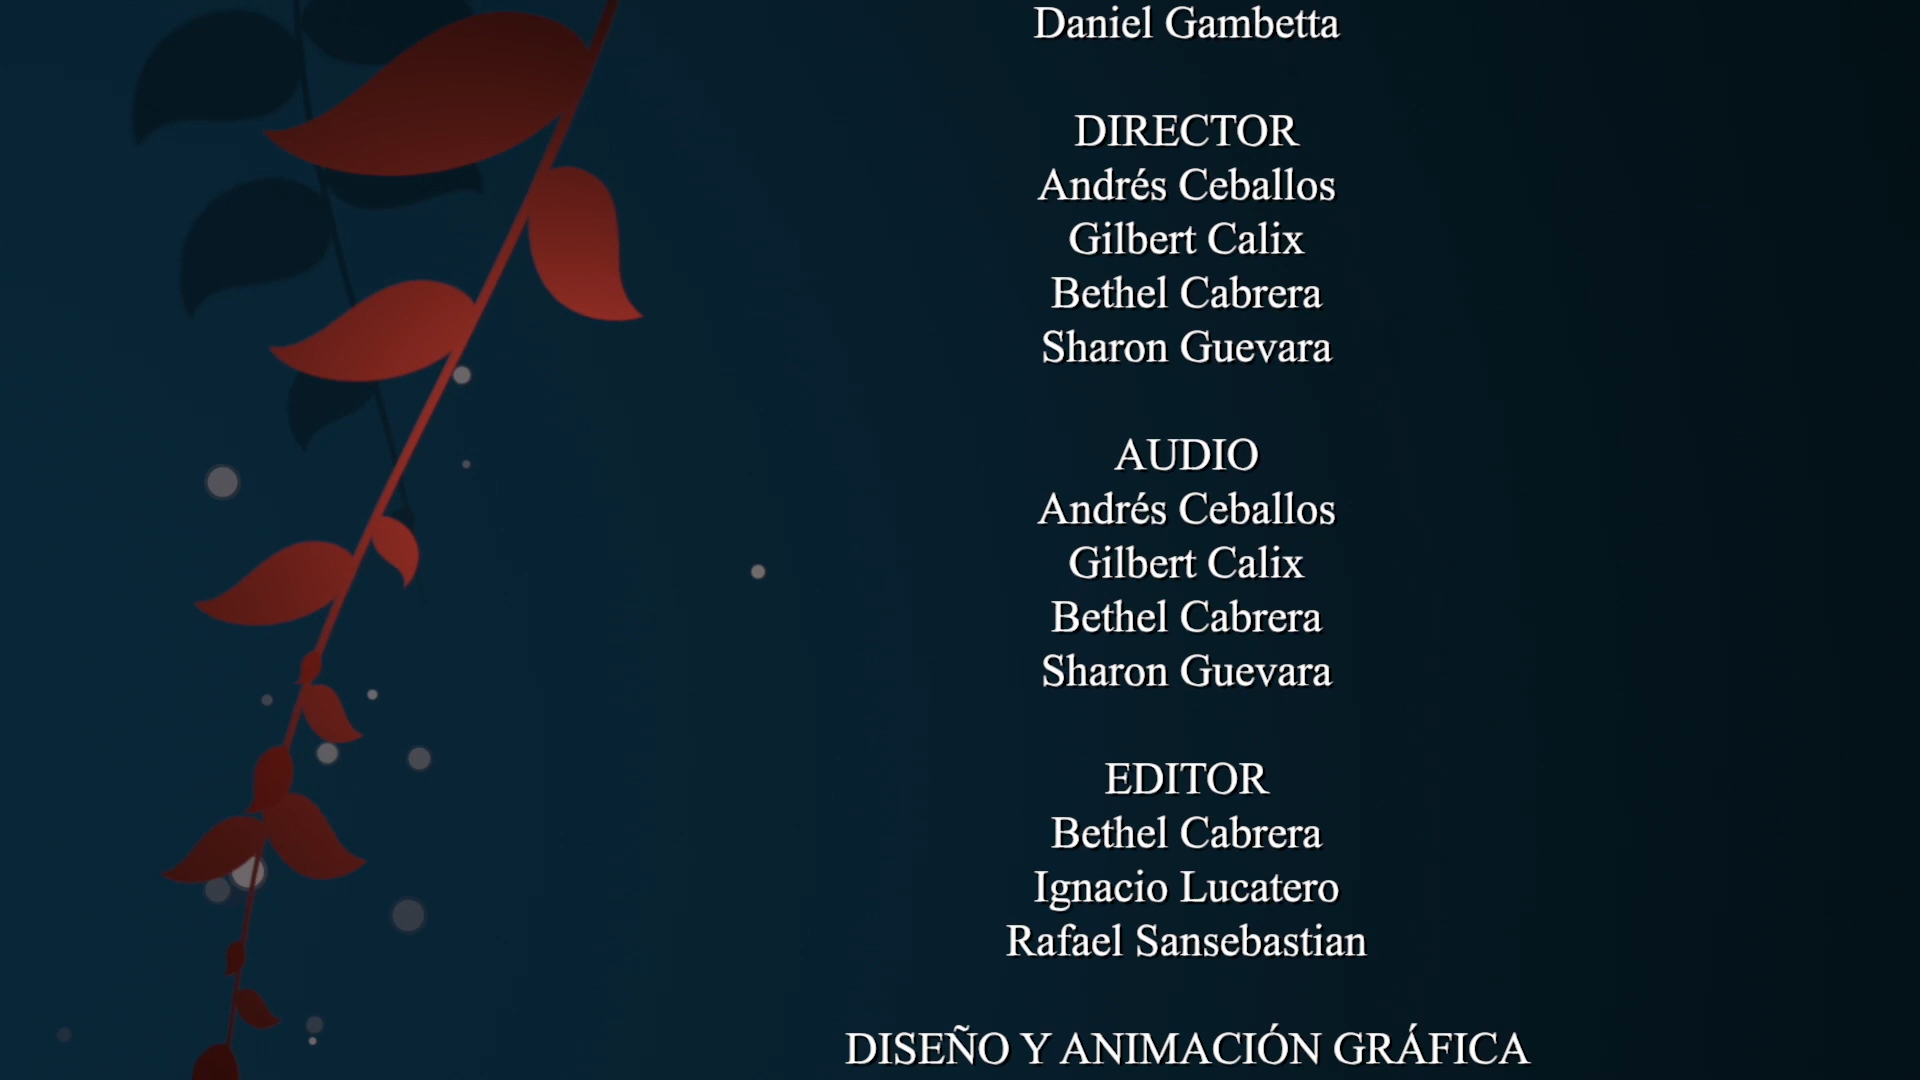 Daniel Gambetta
DIRECTOR
Andrés Ceballos
Gilbert Calix
Bethel Cabrera
Sharon Guevara
AUDIO
Andrés Ceballos
Gilbert Calix
Bethel Cabrera
Sharon Guevara
EDITOR
Bethel Cabrera
Ignacio Lucatero
Rafael Sansebastian
DISEÑO Y ANIMACIÓN GRÁFICA